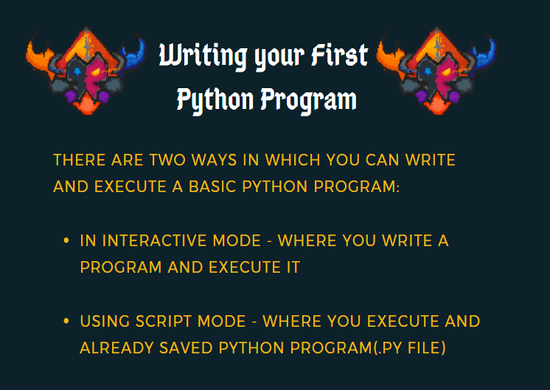 Writing your First
Python Program
THERE ARE TWO WAYS IN WHICH YOU CAN WRITE
AND EXECUTE A BASIC PYTHON PROGRAM:
• IN INTERACTIVE MODE - WHERE YOU WRITE A
PROGRAM AND EXECUTE IT
• USING SCRIPT MODE - WHERE YOU EXECUTE AND
ALREADY SAVED PYTHON PROGRAM(.PY FILE)